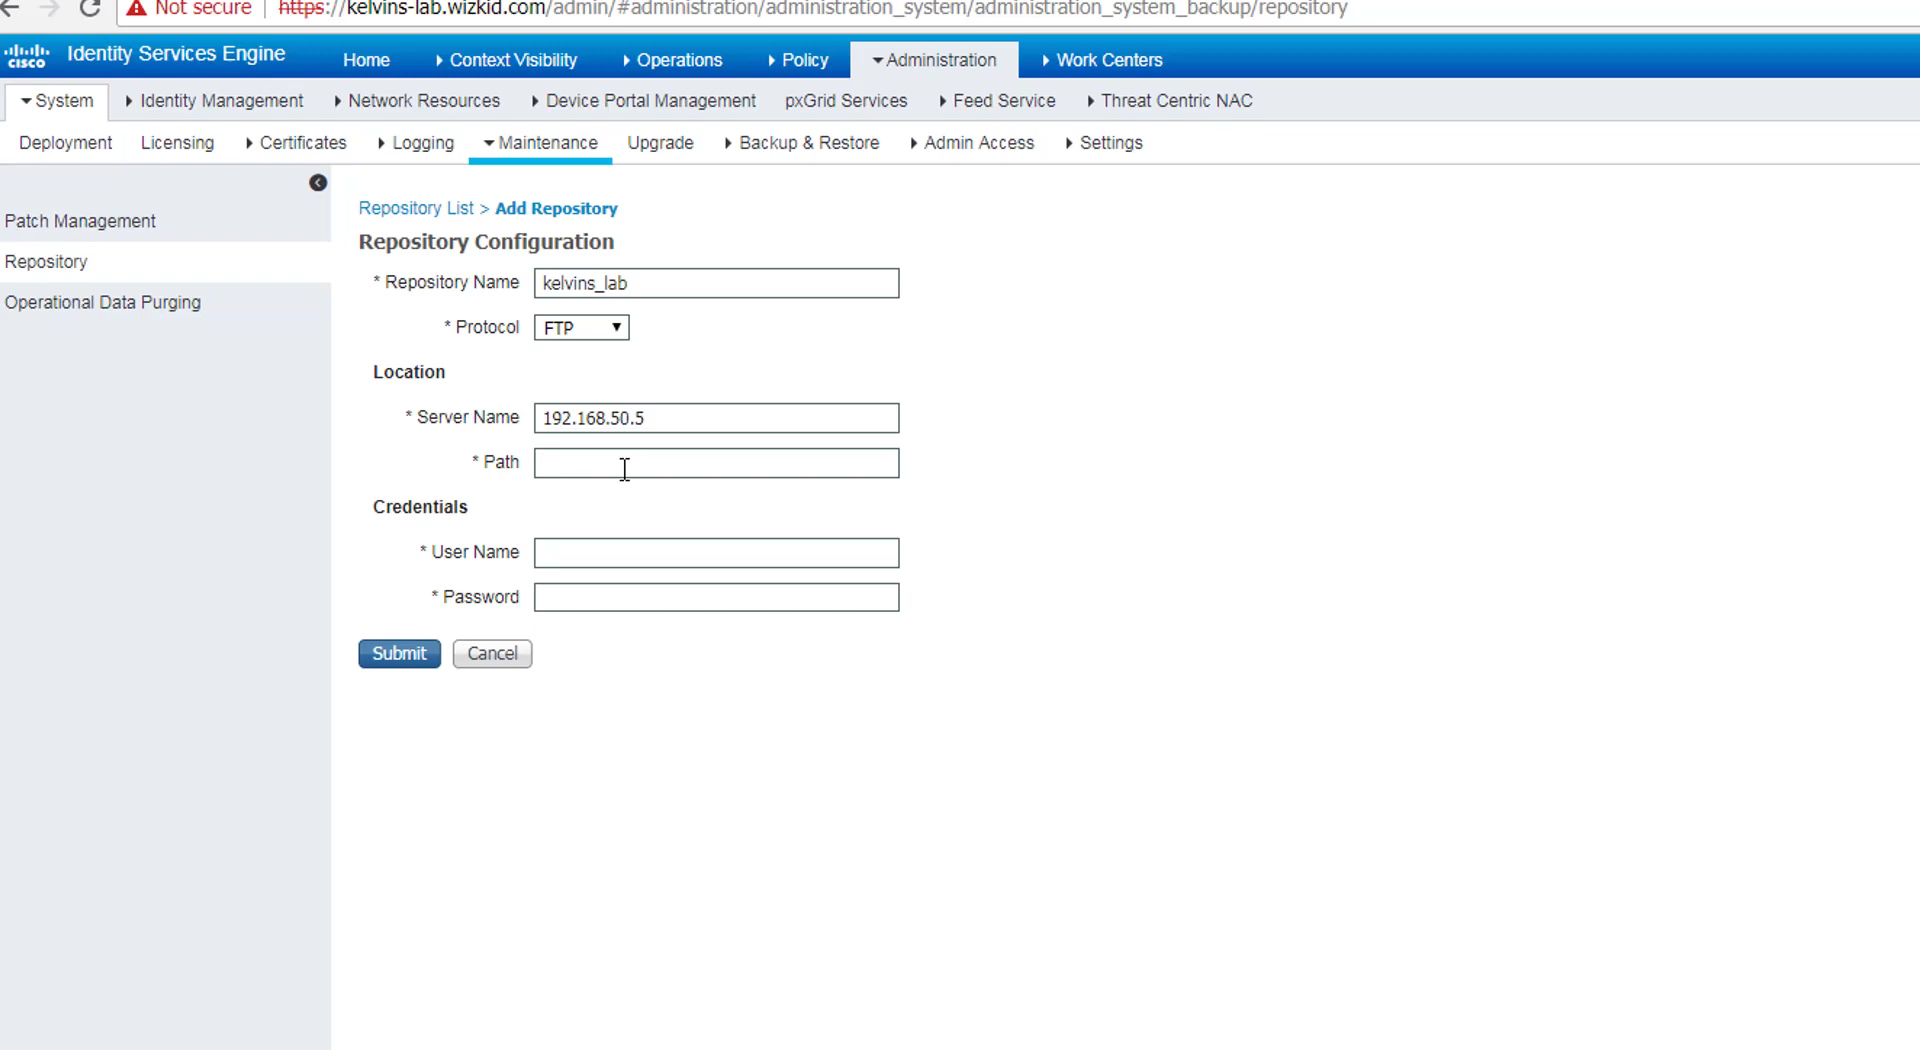 Not secure | https://kelvins-lab.wizkid.com/admin/#administration/administration_system/administration_system_backup/repository
cisco Identity Services Engine Home Context Visibility Operations Policy Administration Work Centers
System Identity Management Network Resources Device Portal Management pxGrid Services Feed Service Threat Centric NAC
Deployment Licensing Certificates Logging Maintenance Upgrade Backup & Restore Admin Access Settings
Patch Management
Repository
Operational Data Purging
Repository List > Add Repository
Repository Configuration
* Repository Name kelvins_lab
* Protocol FTP
Location
* Server Name 192.168.50.5
* Path
Credentials
* User Name
* Password
Submit Cancel